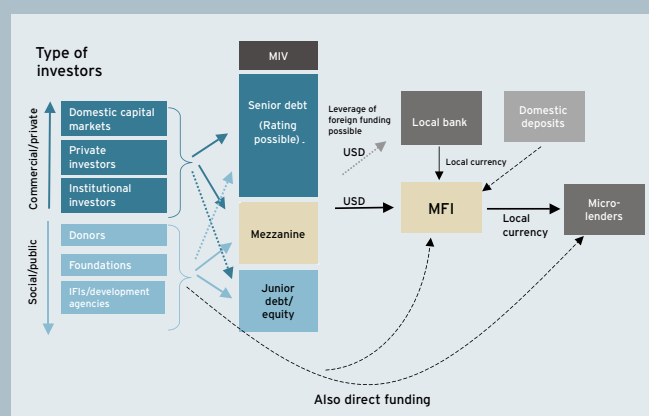 Type of
investors
Commercial/private
Social/public
Domestic capital
markets
Private
investors
Institutional
investors
Donors
Foundations
IFIs/development
agencies
MIV
Senior debt
(Rating
possible) .
Mezzanine
Junior
debt/
equity
Leverage of
foreign funding
possible
USD
USD
Local bank
Domestic
deposits
Local currency
MFI
Local
currency
Micro-
lenders
Also direct funding